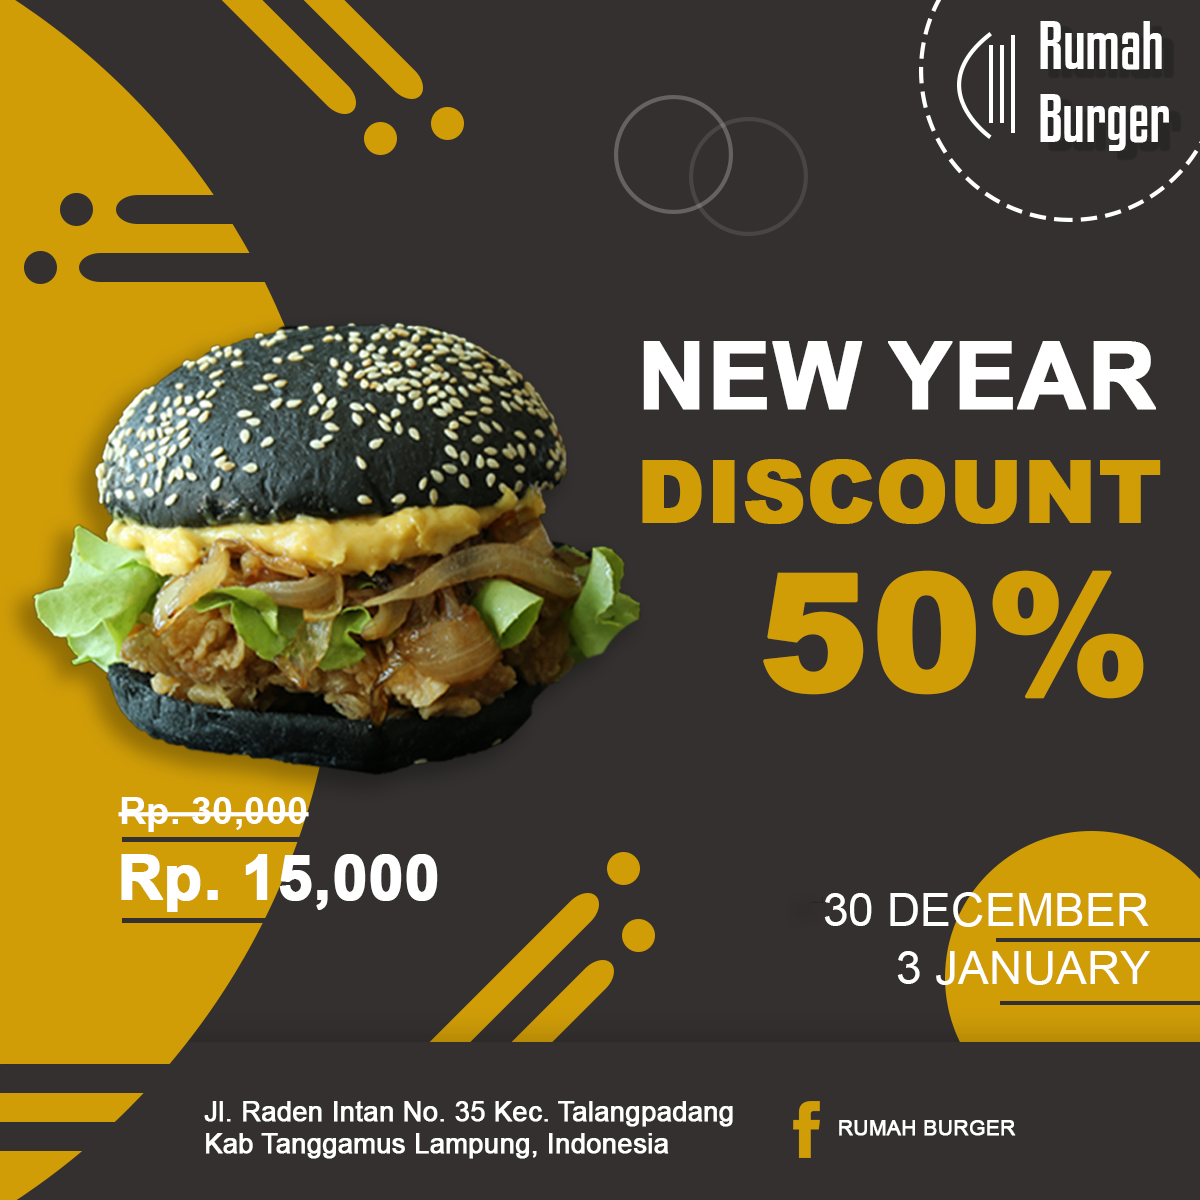 Rumah
Burger
NEW YEAR
DISCOUNT
50%
Rp. 30,000
Rp. 15,000
30 DECEMBER
3 JANUARY
Jl. Raden Intan No. 35 Kec. Talangpadang
Kab Tanggamus Lampung, Indonesia
f RUMAH BURGER